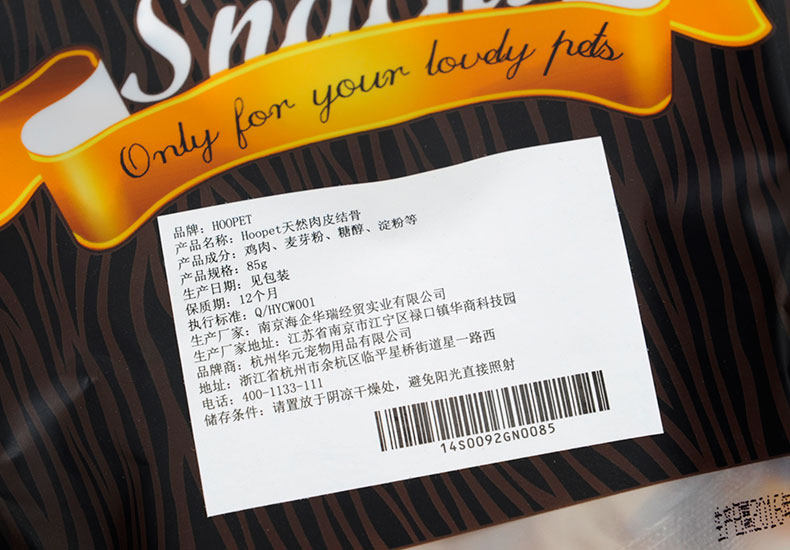 Only for your lovely pets
品牌: HOOPET
产品名称: Hoopet天然肉皮结骨
产品成分: 鸡肉、麦芽粉、糖醇、淀粉等
产品规格: 85g
生产日期: 见包装
保质期: 12个月
执行标准: Q/HYCW001
生产厂家: 南京海企华瑞经贸实业有限公司
生产厂家地址: 江苏省南京市江宁区禄口镇华商科技园
品牌商: 杭州华元宠物用品有限公司
地址: 浙江省杭州市余杭区临平星桥街道星一路西
电话: 400-1133-111
储存条件: 请置放于阴凉干燥处, 避免阳光直接照射
14S0092GN0085